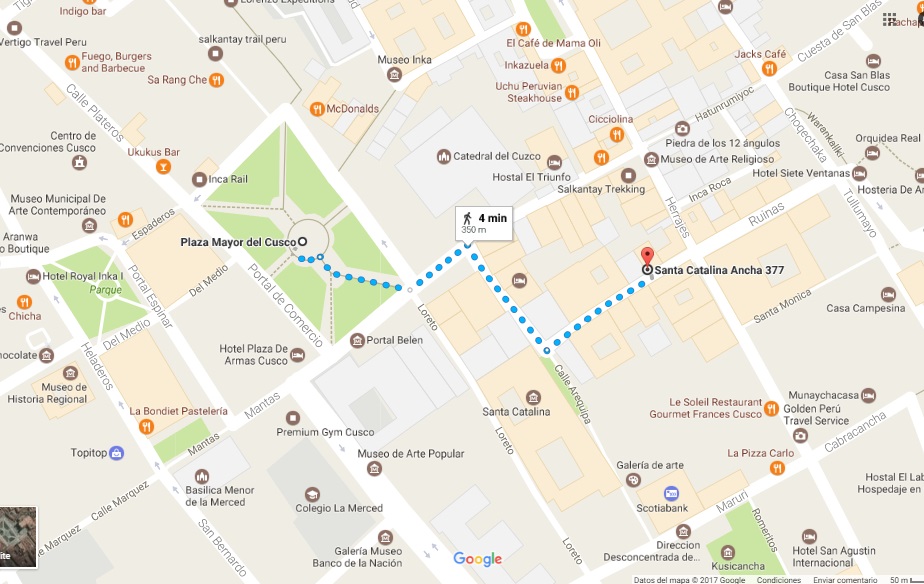 Indigo bar
Lorenzo Expeditions
Vertigo Travel Peru
Fuego, Burgers
and Barbecue
salkantay trail peru
Sa Rang Che
Museo Inka
McDonalds
El Café de Mama Oli
Inkazuela
Uchu Peruvian
Steakhouse
Jacks Café
Cuesta de San Blas
Casa San Blas
Boutique Hotel Cusco
Calle Plateros
Centro de
Convenciones Cusco
Ukukus Bar
Inca Rail
Catedral del Cuzco
Hostal El Triunfo
Cicciolina
Hatunrumiyoc
Piedra de los 12 ángulos
Museo de Arte Religioso
Salkantay Trekking
Inca Roca
Choqechaka
Warankallki
Orquidea Real
Hotel Siete Ventanas
Hosteria De
Tullumayo
Ruinas
Herrajes
Museo Municipal De
Arte Contemporáneo
Aranwa
Boutique
Espaderos
Plaza Mayor del Cusco
4 min
350 m
Santa Catalina Ancha 377
Hotel Royal Inka I
Parque
Chicha
Portal Espinar
Del Medio
Del Medio
Portal de Comercio
Loreto
Santa Monica
Casa Campesina
Portal Belen
Hotel Plaza De
Armas Cusco
Museo de
Historia Regional
Heladeros
Calle Arequipa
La Bondiet Pastelería
Mantas
Mantas
Premium Gym Cusco
Santa Catalina
Le Soleil Restaurant
Gourmet Frances Cusco
Munaychacasa
Golden Perú
Travel Service
Cabracancha
Topitop
Loreto
Museo de Arte Popular
La Pizza Carlo
Galería de arte
Scotiabank
Maruri
Hostal El Lab
Hospedaje en
Basilica Menor
de la Merced
Colegio La Merced
Calle Marquez
Marquez
San Bernardo
Galería Museo
Banco de la Nación
Loreto
Direccion
Desconcentrada de...
Romeritos
Kusicancha
Hotel San Agustin
Internacional
Google
Datos del mapa © 2017 Google Condiciones Enviar comentario 50 m